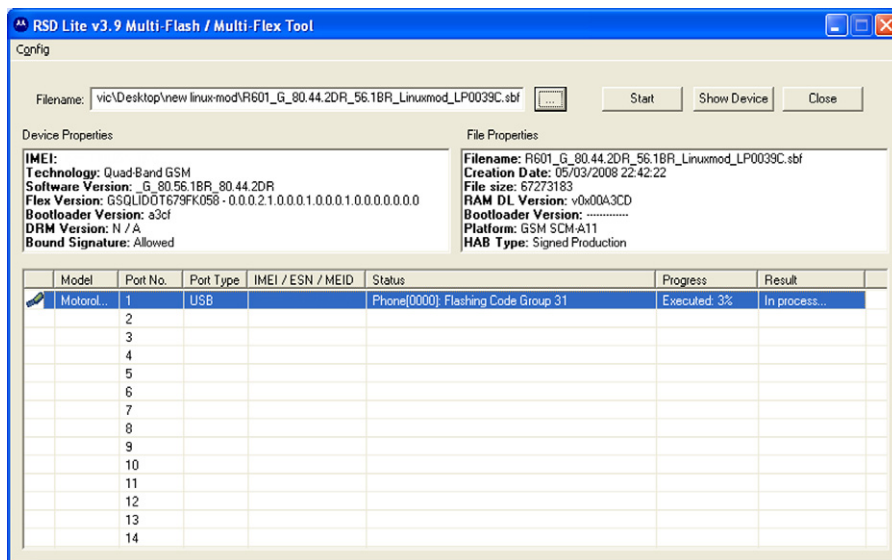 RSD Lite v3.9 Multi-Flash / Multi-Flex Tool
Config
Filename: vic\Desktop\new linux-mod\R601_G_80.44.2DR_56.1BR_Linuxmod_LP0039C.sbf ... Start Show Device Close
Device Properties File Properties
IMEI:
Technology: Quad-Band GSM
Software Version: _G_80.56.1BR_80.44.2DR
Flex Version: GSQLIDOT679FK058 - 0.0.0.2.1.0.0.0.1.0.0.0.1.0.0.0.0.0.0.0
Bootloader Version: a3cf
DRM Version: N / A
Bound Signature: Allowed
Filename: R601_G_80.44.2DR_56.1BR_Linuxmod_LP0039C.sbf
Creation Date: 05/03/2008 22:42:22
File size: 67273183
RAM DL Version: v0x00A3CD
Bootloader Version: -------------
Platform: GSM SCM-A11
HAB Type: Signed Production
Model Port No. Port Type IMEI / ESN / MEID Status Progress Result
Motorol... 1 USB Phone[0000]: Flashing Code Group 31 Executed: 3% In process...
2
3
4
5
6
7
8
9
10
11
12
13
14